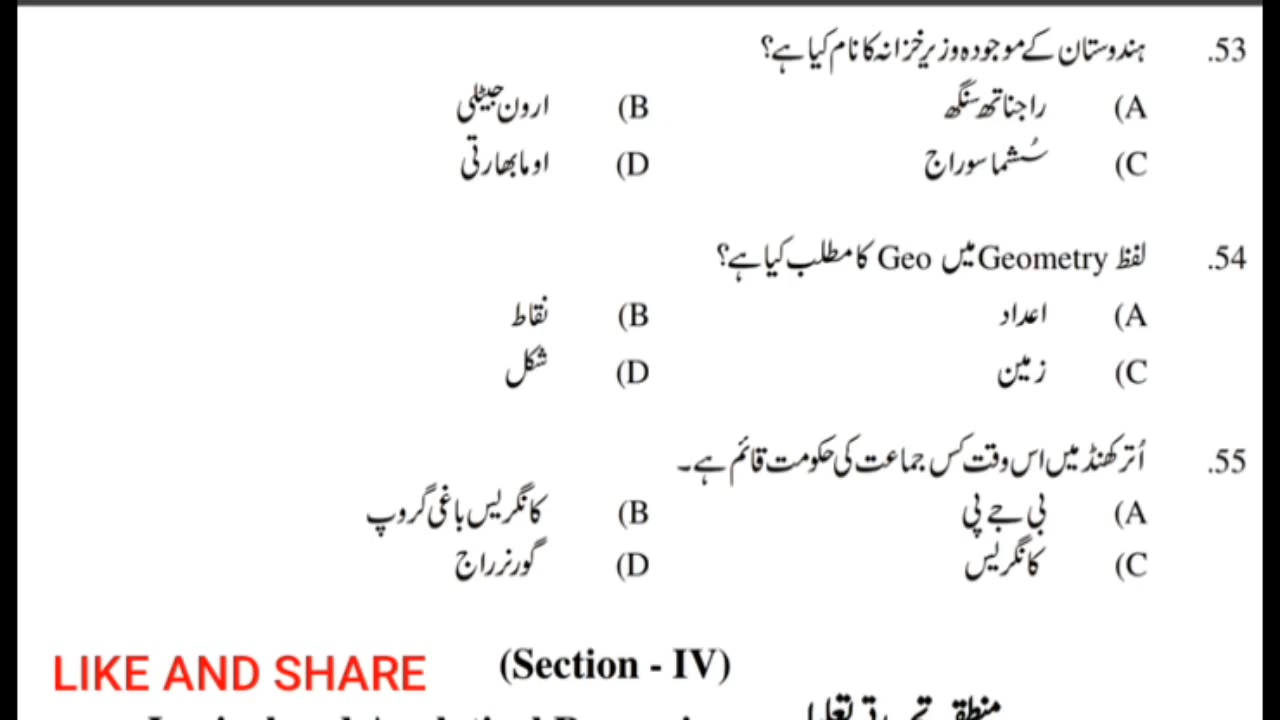 53. ہندوستان کے موجودہ وزیر خزانہ کا نام کیا ہے؟
A) راجناتھ سنگھ B) ارون جیٹلی
C) سُشما سوراج D) اوما بھارتی
54. لفظ Geometry میں Geo کا مطلب کیا ہے؟
A) اعداد B) نقاط
C) زمین D) شکل
55. اُتر کھنڈ میں اس وقت کس جماعت کی حکومت قائم ہے۔
A) بی جے پی B) کانگریس باغی گروپ
C) کانگریس D) گورنر راج
(Section - IV)
LIKE AND SHARE